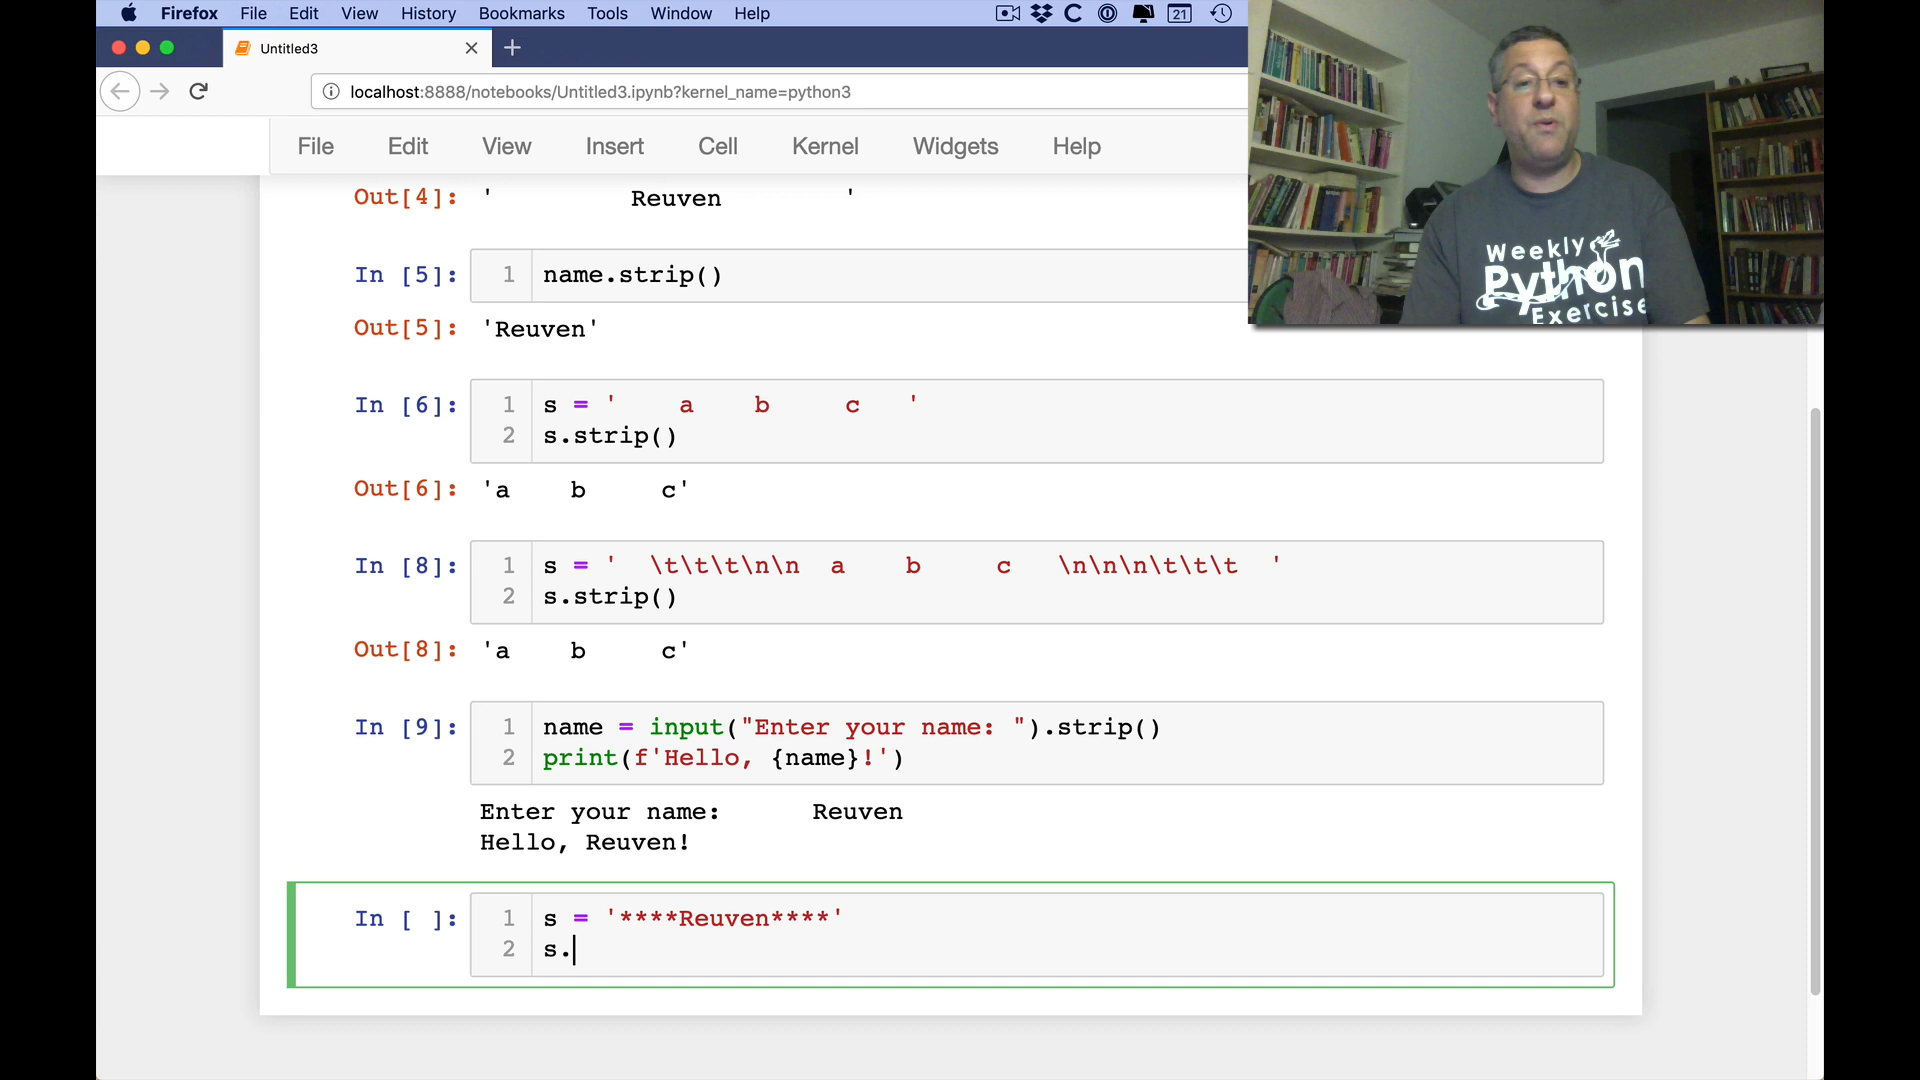 Firefox File Edit View History Bookmarks Tools Window Help 21
Untitled3
localhost:8888/notebooks/Untitled3.ipynb?kernel_name=python3
File Edit View Insert Cell Kernel Widgets Help
Out[4]: '         Reuven         '
In [5]: 1 name.strip()
Out[5]: 'Reuven'
In [6]: 1 s = '    a    b     c   '
2 s.strip()
Out[6]: 'a    b     c'
In [8]: 1 s = '  \t\t\t\n\n  a    b     c   \n\n\n\t\t\t  '
2 s.strip()
Out[8]: 'a    b     c'
In [9]: 1 name = input("Enter your name: ").strip()
2 print(f'Hello, {name}!')
Enter your name:      Reuven
Hello, Reuven!
In [ ]: 1 s = '****Reuven****'
2 s.
Weekly
Python
Exercise